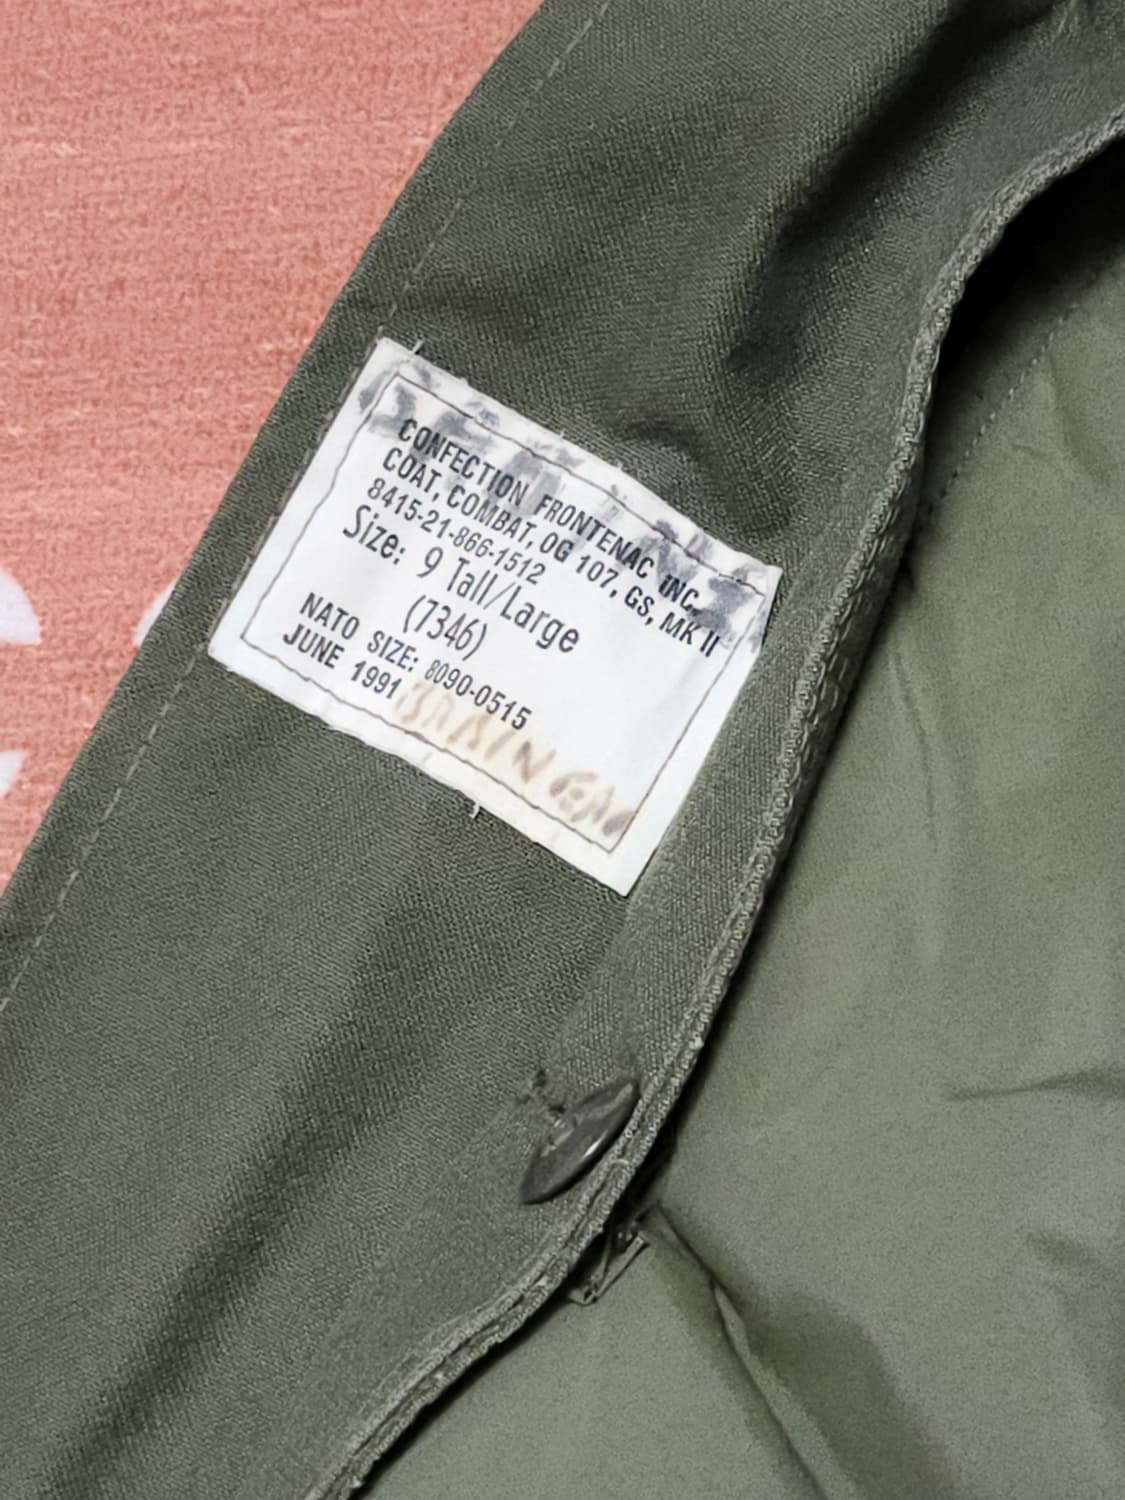 CONFECTION FRONTENAC INC.
COAT, COMBAT, OG 107, GS, MK II
8415-21-866-1512
Size: 9 Tall/Large
(7346)
NATO SIZE: 8090-0515
JUNE 1991